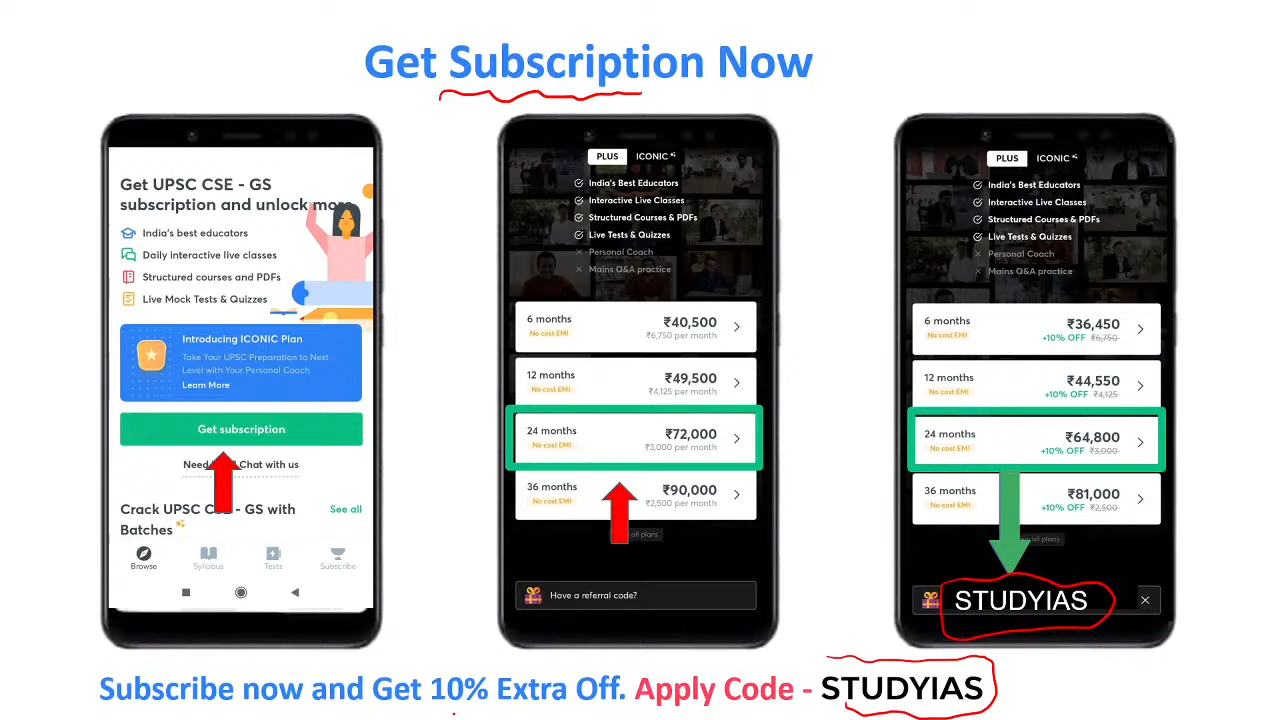 Get Subscription Now
Get UPSC CSE - GS
subscription and unlock more
India's best educators
Daily interactive live classes
Structured courses and PDFs
Live Mock Tests & Quizzes
Introducing ICONIC Plan
Take Your UPSC Preparation to Next
Level with Your Personal Coach
Learn More
Get subscription
Need Chat with us
Crack UPSC CSE - GS with
Batches
See all
Browse
Syllabus
Tests
Subscribe
PLUS ICONIC
India's Best Educators
Interactive Live Classes
Structured Courses & PDFs
Live Tests & Quizzes
Personal Coach
Mains Q&A practice
6 months ₹40,500
No cost EMI ₹6,750 per month
12 months ₹49,500
No cost EMI ₹4,125 per month
24 months ₹72,000
No cost EMI ₹3,000 per month
36 months ₹90,000
No cost EMI ₹2,500 per month
all plans
Have a referral code?
PLUS ICONIC
India's Best Educators
Interactive Live Classes
Structured Courses & PDFs
Live Tests & Quizzes
Personal Coach
Mains Q&A practice
6 months ₹36,450
No cost EMI +10% OFF ₹6,750
12 months ₹44,550
No cost EMI +10% OFF ₹4,125
24 months ₹64,800
No cost EMI +10% OFF ₹3,000
36 months ₹81,000
No cost EMI +10% OFF ₹2,500
all plans
STUDYIAS
Subscribe now and Get 10% Extra Off. Apply Code - STUDYIAS